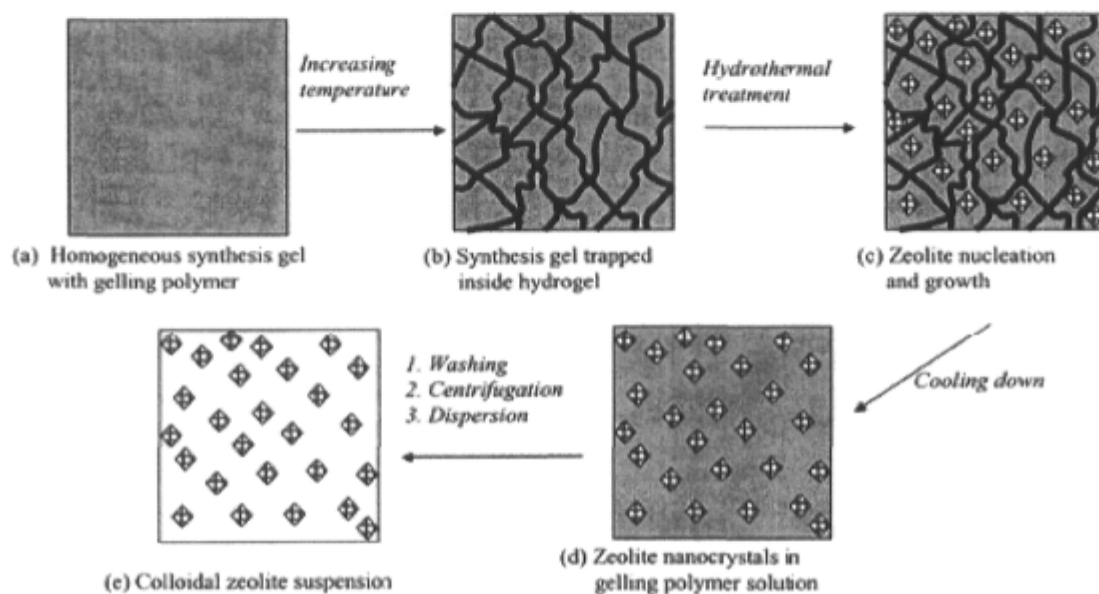 Increasing
temperature
Hydrothermal
treatment
(a) Homogeneous synthesis gel
with gelling polymer
(b) Synthesis gel trapped
inside hydrogel
(c) Zeolite nucleation
and growth
1. Washing
2. Centrifugation
3. Dispersion
Cooling down
(e) Colloidal zeolite suspension
(d) Zeolite nanocrystals in
gelling polymer solution